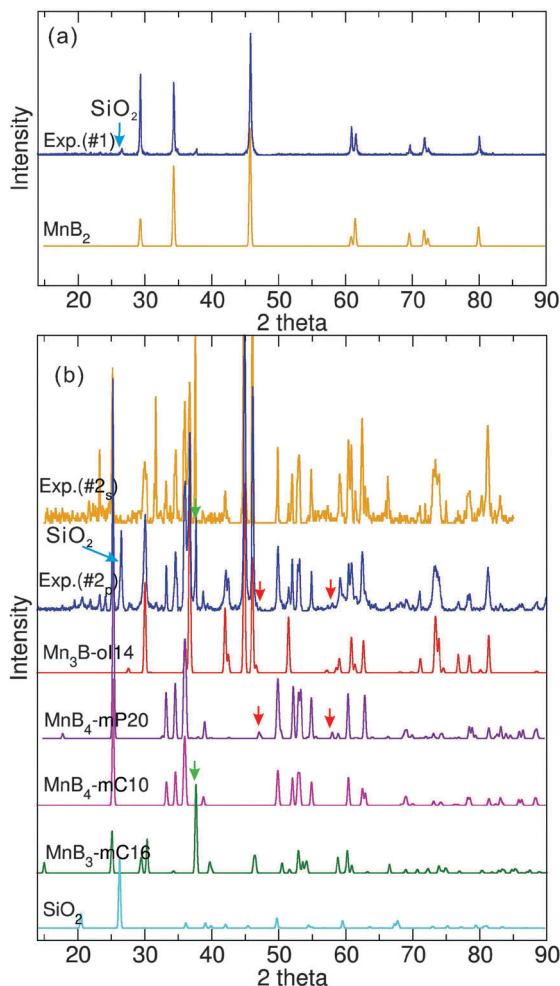 (a)
SiO2
Exp.(#1)
MnB2
Intensity
20 30 40 50 60 70 80 90
2 theta
(b)
Exp.(#2s)
SiO2
Exp.(#2p)
Mn3B-oI14
MnB4-mP20
MnB4-mC10
MnB3-mC16
SiO2
Intensity
20 30 40 50 60 70 80 90
2 theta